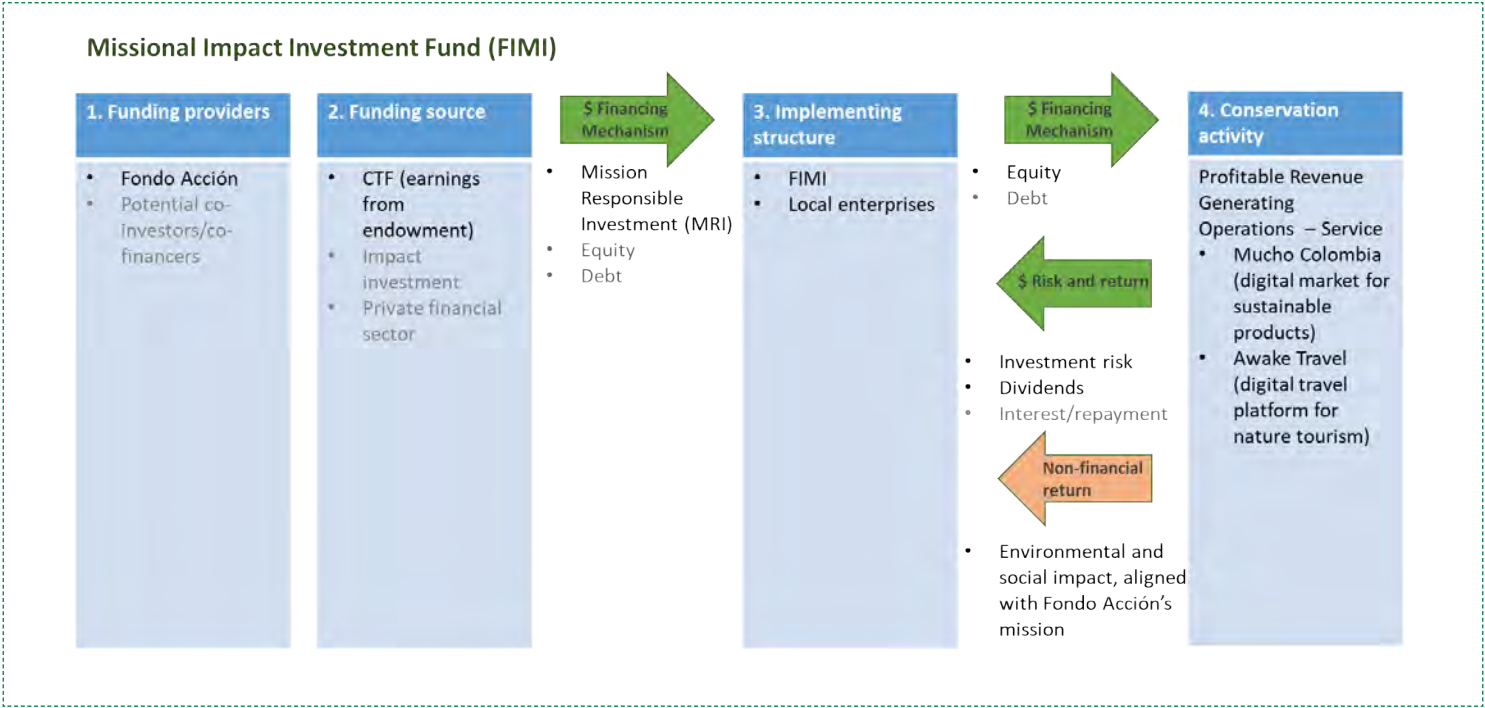 Missional Impact Investment Fund (FIMI)
1. Funding providers
• Fondo Acción
• Potential co-
investors/co-
financers
2. Funding source
• CTF (earnings
from
endowment)
• Impact
investment
• Private financial
sector
$ Financing
Mechanism
• Mission
Responsible
Investment (MRI)
• Equity
• Debt
3. Implementing
structure
• FIMI
• Local enterprises
$ Financing
Mechanism
• Equity
• Debt
$ Risk and return
• Investment risk
• Dividends
• Interest/repayment
Non-financial
return
• Environmental and
social impact, aligned
with Fondo Acción’s
mission
4. Conservation
activity
Profitable Revenue
Generating
Operations – Service
• Mucho Colombia
(digital market for
sustainable
products)
• Awake Travel
(digital travel
platform for
nature tourism)